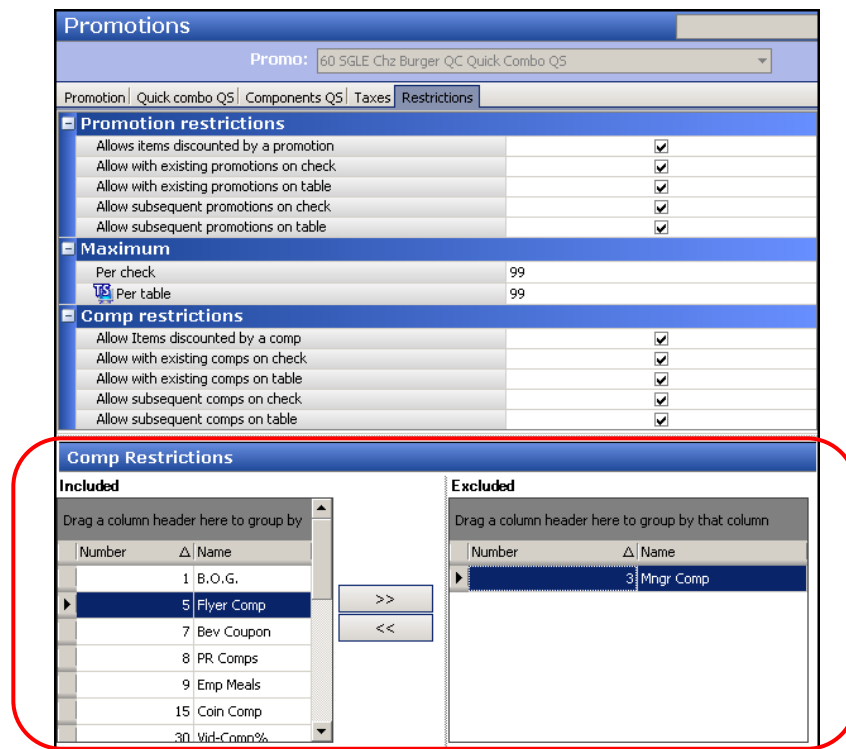 Promotions
Promo: 60 SGLE Chz Burger QC Quick Combo QS
Promotion Quick combo QS Components QS Taxes Restrictions
Promotion restrictions
Allows items discounted by a promotion
Allow with existing promotions on check
Allow with existing promotions on table
Allow subsequent promotions on check
Allow subsequent promotions on table
Maximum
Per check 99
TS Per table 99
Comp restrictions
Allow Items discounted by a comp
Allow with existing comps on check
Allow with existing comps on table
Allow subsequent comps on check
Allow subsequent comps on table
Comp Restrictions
Included Excluded
Drag a column header here to group by Drag a column header here to group by that column
Number Name Number Name
1 B.O.G. 3 Mngr Comp
5 Flyer Comp >>
7 Bev Coupon <<
8 PR Comps
9 Emp Meals
15 Coin Comp
30 Vid-Comp%